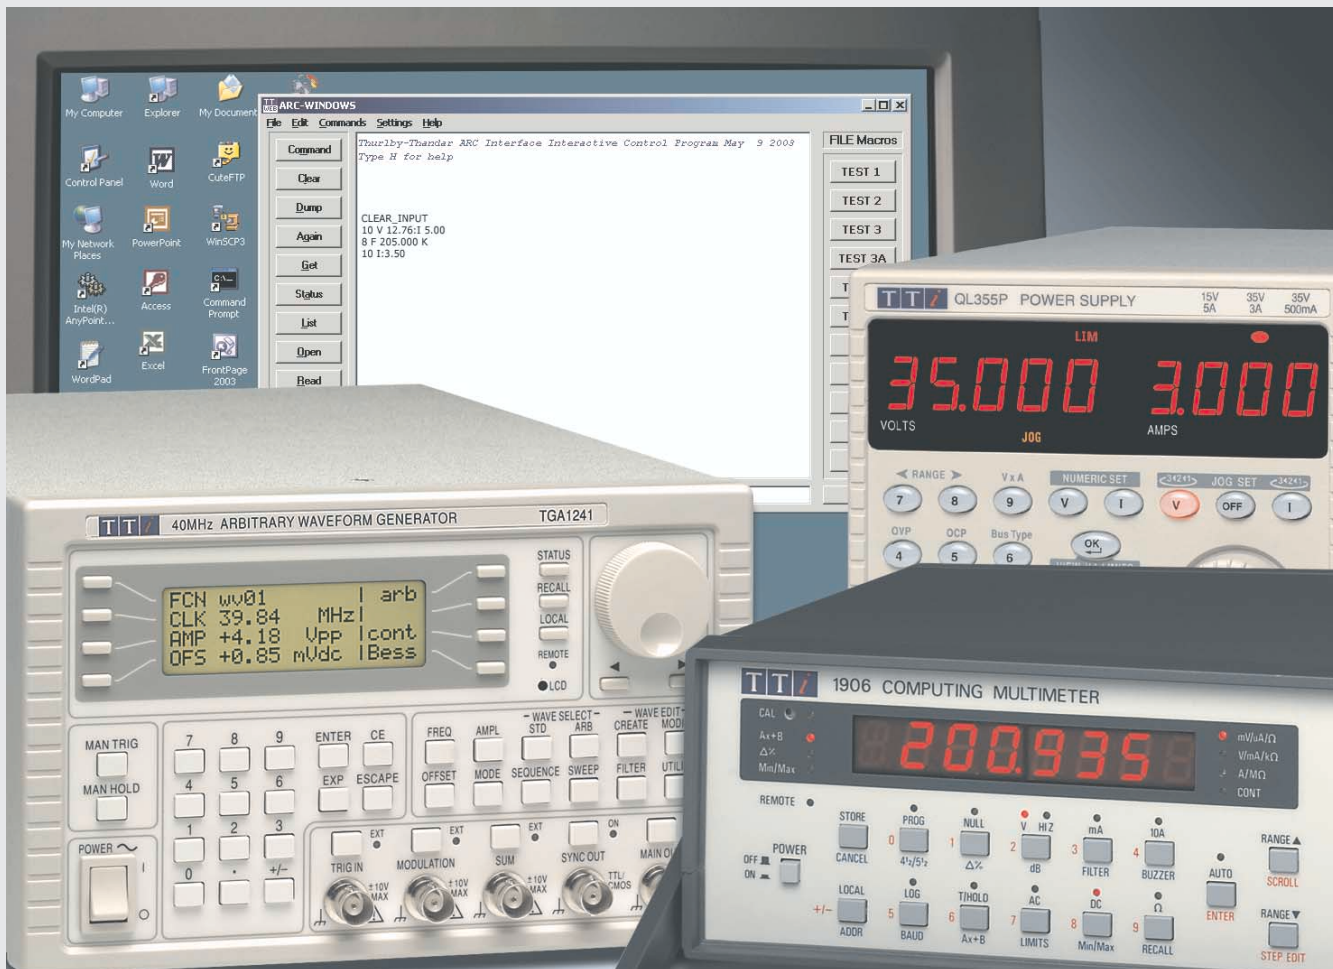 My Computer
Explorer
My Document
Control Panel
Word
CuteFTP
My Network
Places
PowerPoint
WinSCP3
Intel(R)
AnyPoint...
Access
Command
Prompt
WordPad
Excel
FrontPage
2003
ARC-WINDOWS
File Edit Commands Settings Help
Command
Clear
Dump
Again
Get
Status
List
Open
Read
Thurlby-Thandar ARC Interface Interactive Control Program May 9 2003
Type H for help
CLEAR_INPUT
10 V 12.76:I 5.00
8 F 205.000 K
10 I:3.50
FILE Macros
TEST 1
TEST 2
TEST 3
TEST 3A
TTi QL355P POWER SUPPLY
15V 35V 35V
5A 3A 500mA
LIM
35.000 3.000
VOLTS
JOG
AMPS
RANGE V x A NUMERIC SET JOG SET
7 8 9 V I V OFF I
OVP OCP Bus Type
4 5 6 OK
TTi 40MHz ARBITRARY WAVEFORM GENERATOR TGA1241
FCN wv01 | arb
CLK 39.84 MHz|
AMP +4.18 Vpp |cont
OFS +0.85 mVdc |Bess
STATUS
RECALL
LOCAL
REMOTE
LCD
MAN TRIG
MAN HOLD
POWER
7 8 9 ENTER CE
4 5 6 EXP ESCAPE
1 2 3
0 . +/–
– WAVE SELECT – – WAVE EDIT –
FREQ AMPL STD ARB CREATE
OFFSET MODE SEQUENCE SWEEP FILTER
EXT EXT EXT ON
TRIG IN MODULATION SUM SYNC OUT
±10V
MAX
±10V
MAX
±10V
MAX
TTL/
CMOS
TTi 1906 COMPUTING MULTIMETER
CAL
Ax+B
Δ%
Min/Max
200.935
mV/uA/Ω
V/mA/kΩ
A/MΩ
CONT
REMOTE
POWER
OFF
ON
STORE PROG NULL V HI Z mA 10A
0 1 2 3 4
CANCEL 4½/5½ Δ% dB FILTER BUZZER
AUTO
ENTER
RANGE ▲
SCROLL
LOCAL LOG T/HOLD AC DC Ω
+/– 5 6 7 8 9
ADDR BAUD Ax+B LIMITS Min/Max RECALL
RANGE ▼
STEP EDIT